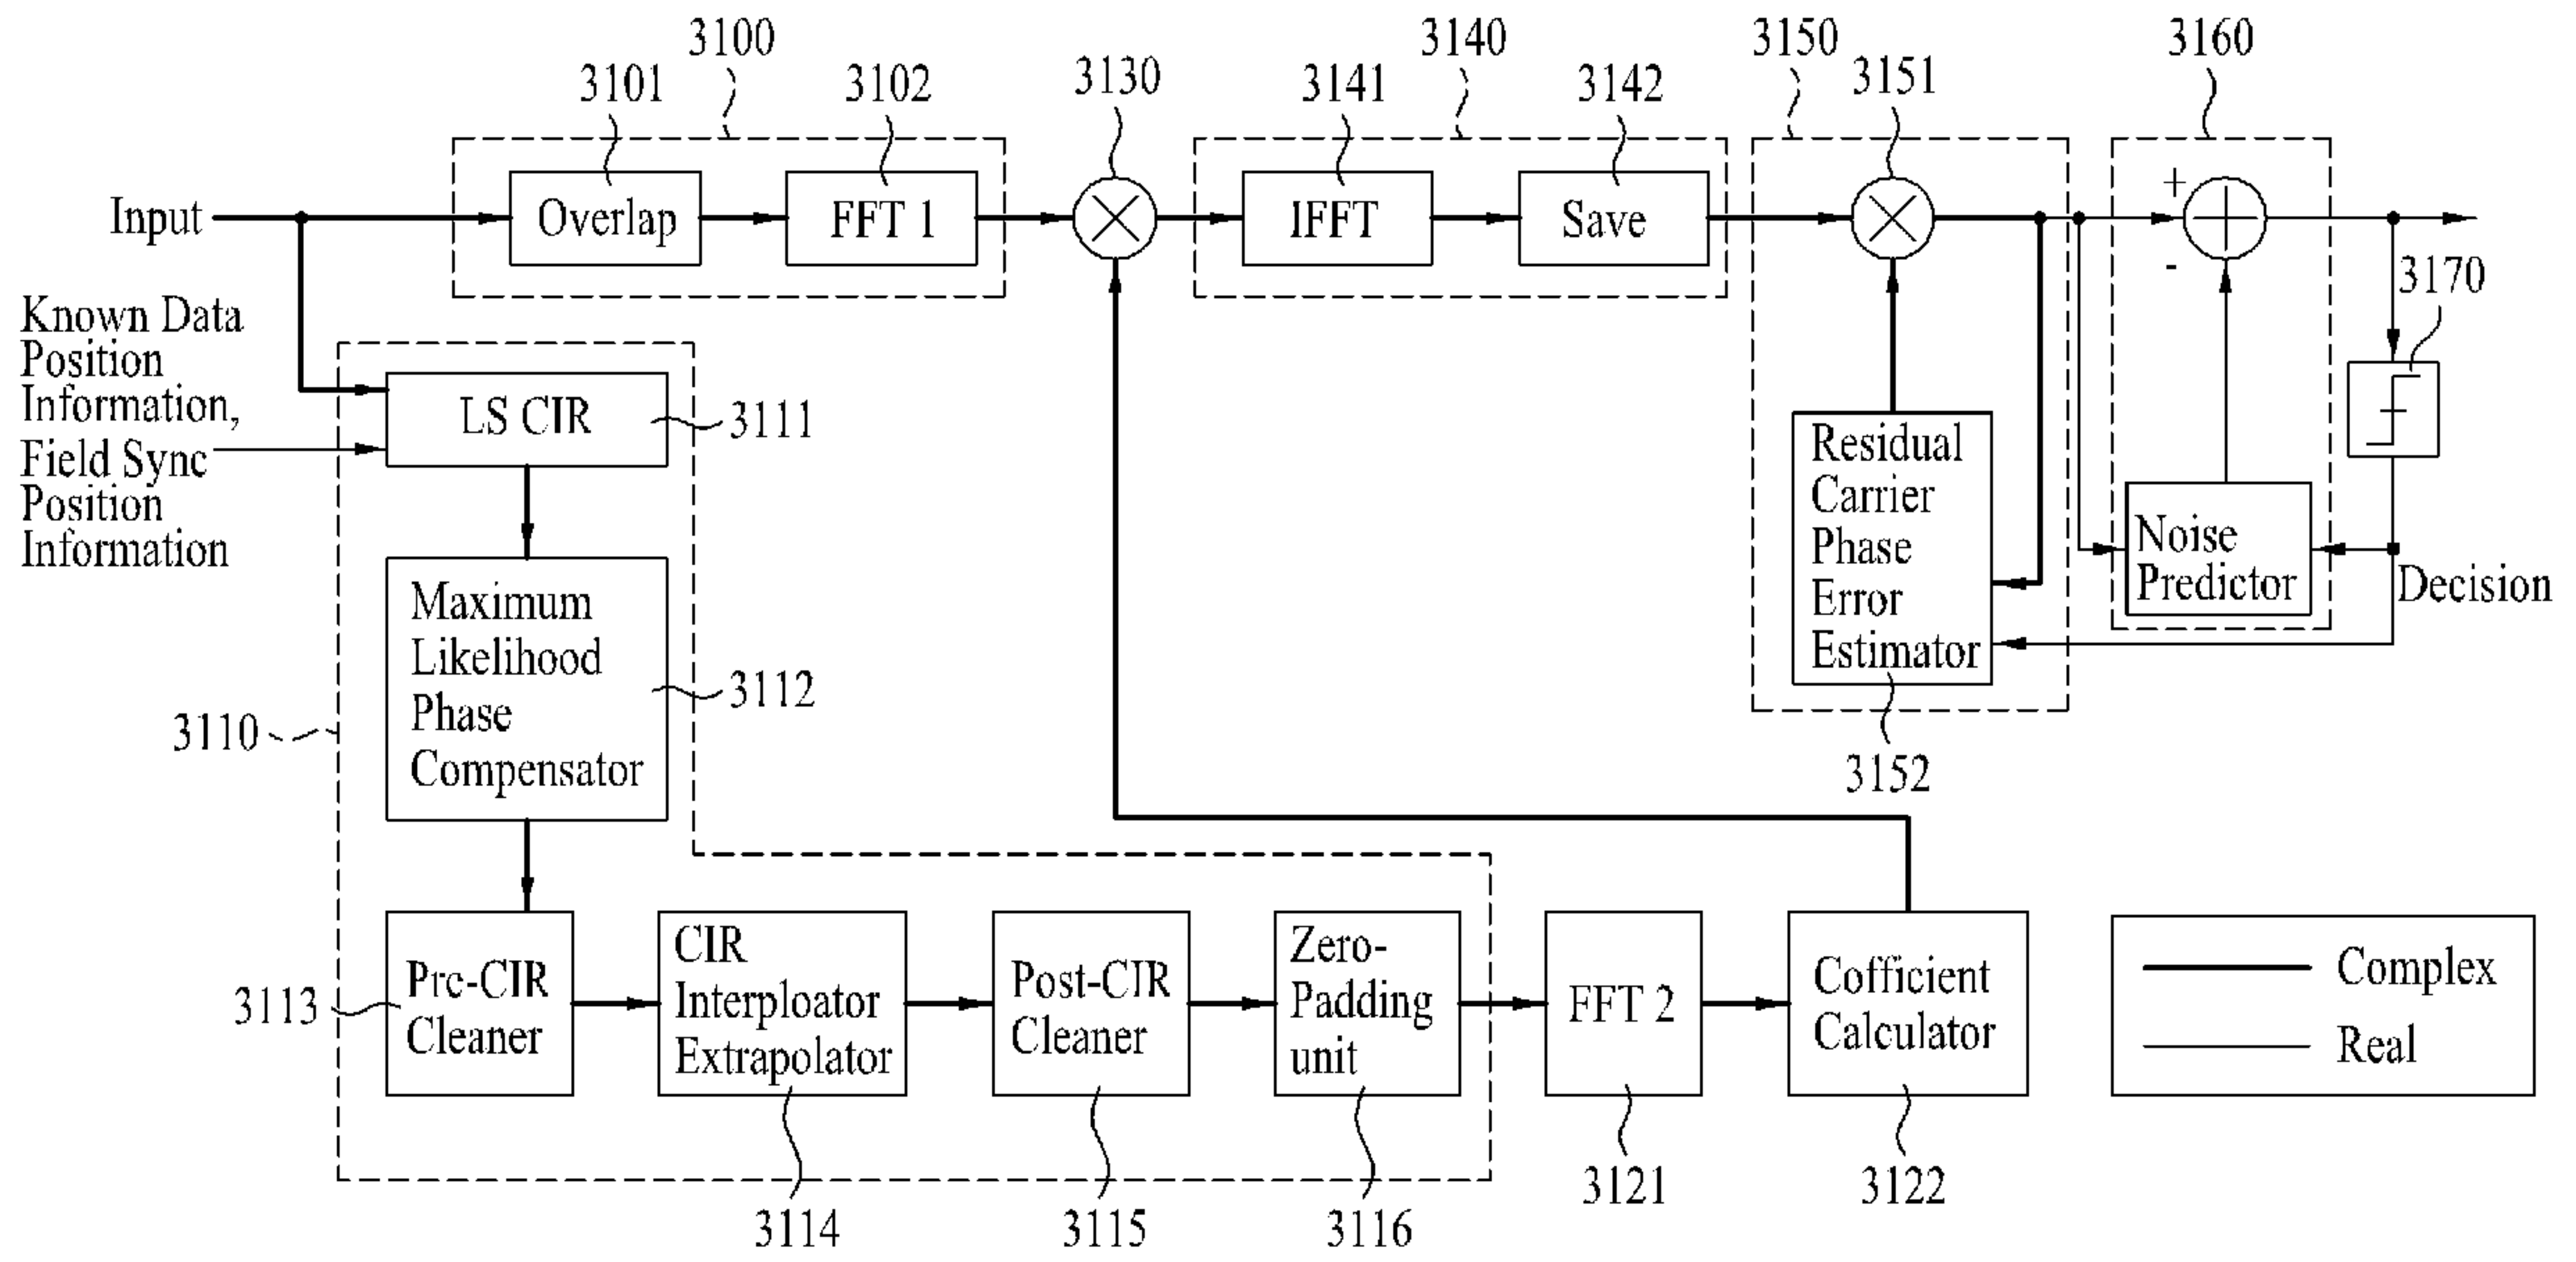 3100
3140
3150
3160
3101
3102
3130
3141
3142
3151
Input
Overlap
FFT 1
IFFT
Save
+
-
3170
Known Data
Position
Information,
Field Sync
Position
Information
LS CIR
3111
Residual
Carrier
Phase
Error
Estimator
Noise
Predictor
Decision
Maximum
Likelihood
Phase
Compensator
3112
3110
3152
3113
Prc-CIR
Cleaner
CIR
Interploator
Extrapolator
Post-CIR
Cleaner
Zero-
Padding
unit
FFT 2
Cofficient
Calculator
Complex
Real
3114
3115
3116
3121
3122